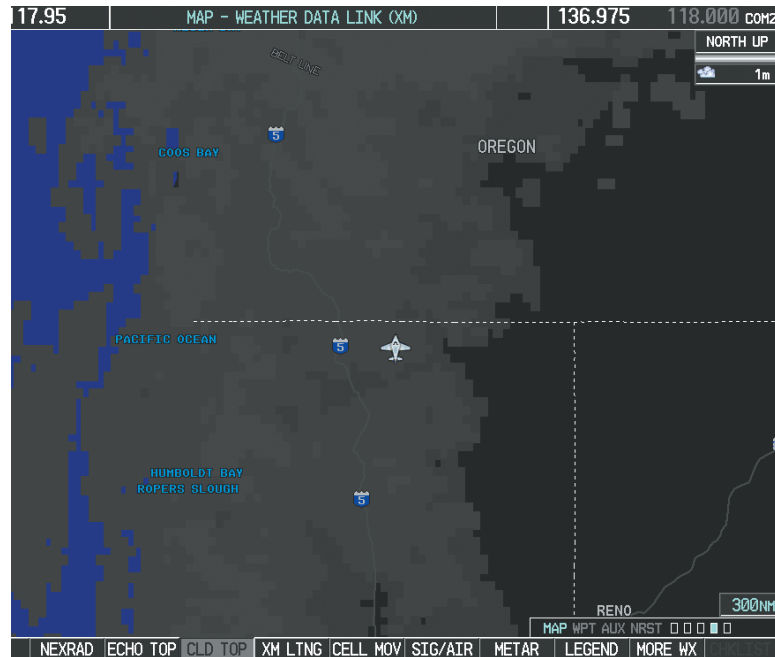 17.95 MAP - WEATHER DATA LINK (XM) 136.975 118.000 COM2
NORTH UP
1m
BELT LINE
5
COOS BAY
OREGON
PACIFIC OCEAN
5
HUMBOLDT BAY
ROPERS SLOUGH
5
RENO
300NM
MAP WPT AUX NRST
NEXRAD ECHO TOP CLD TOP XM LTNG CELL MOV SIG/AIR METAR LEGEND MORE WX CHKLIST